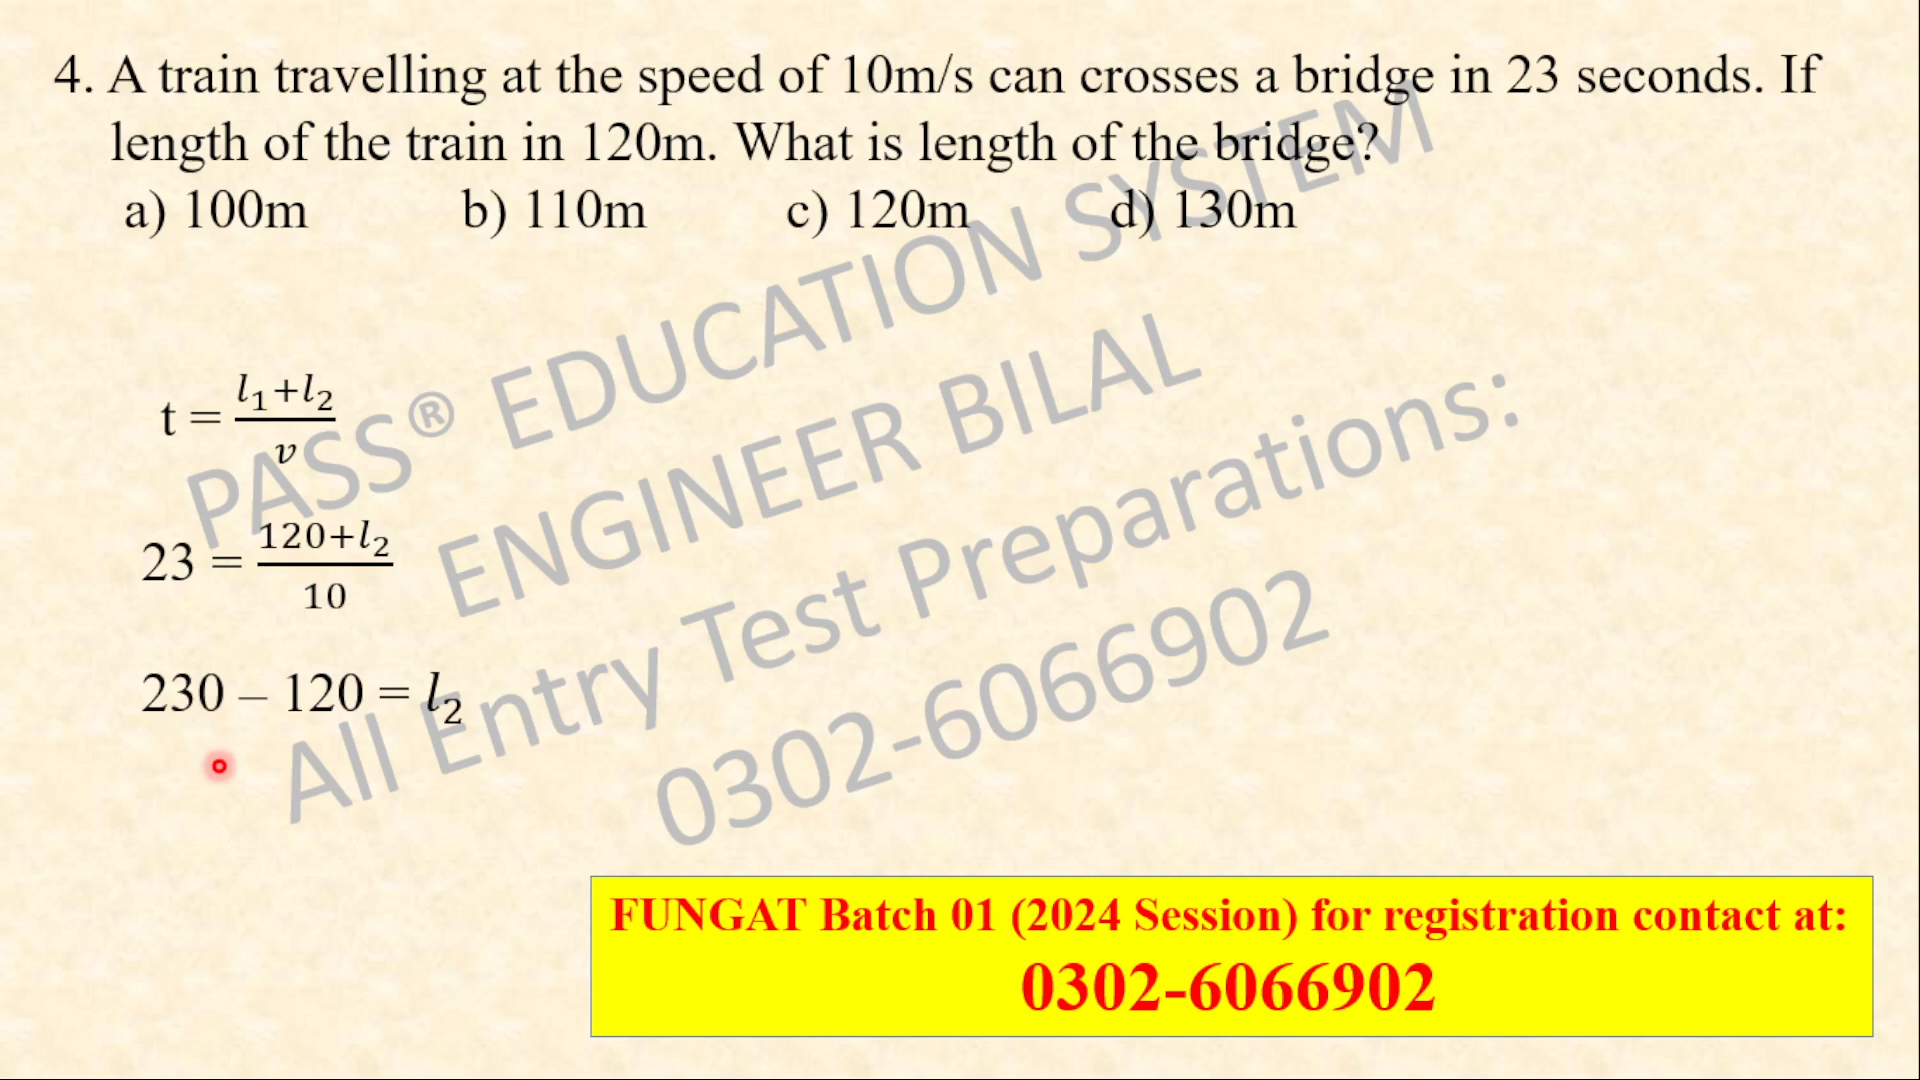 4. A train travelling at the speed of 10m/s can crosses a bridge in 23 seconds. If
length of the train in 120m. What is length of the bridge?
a) 100m b) 110m c) 120m d) 130m
t = (l₁+l₂)/v
23 = (120+l₂)/10
230 – 120 = l₂
PASS® EDUCATION SYSTEM
ENGINEER BILAL
All Entry Test Preparations:
0302-6066902
FUNGAT Batch 01 (2024 Session) for registration contact at:
0302-6066902